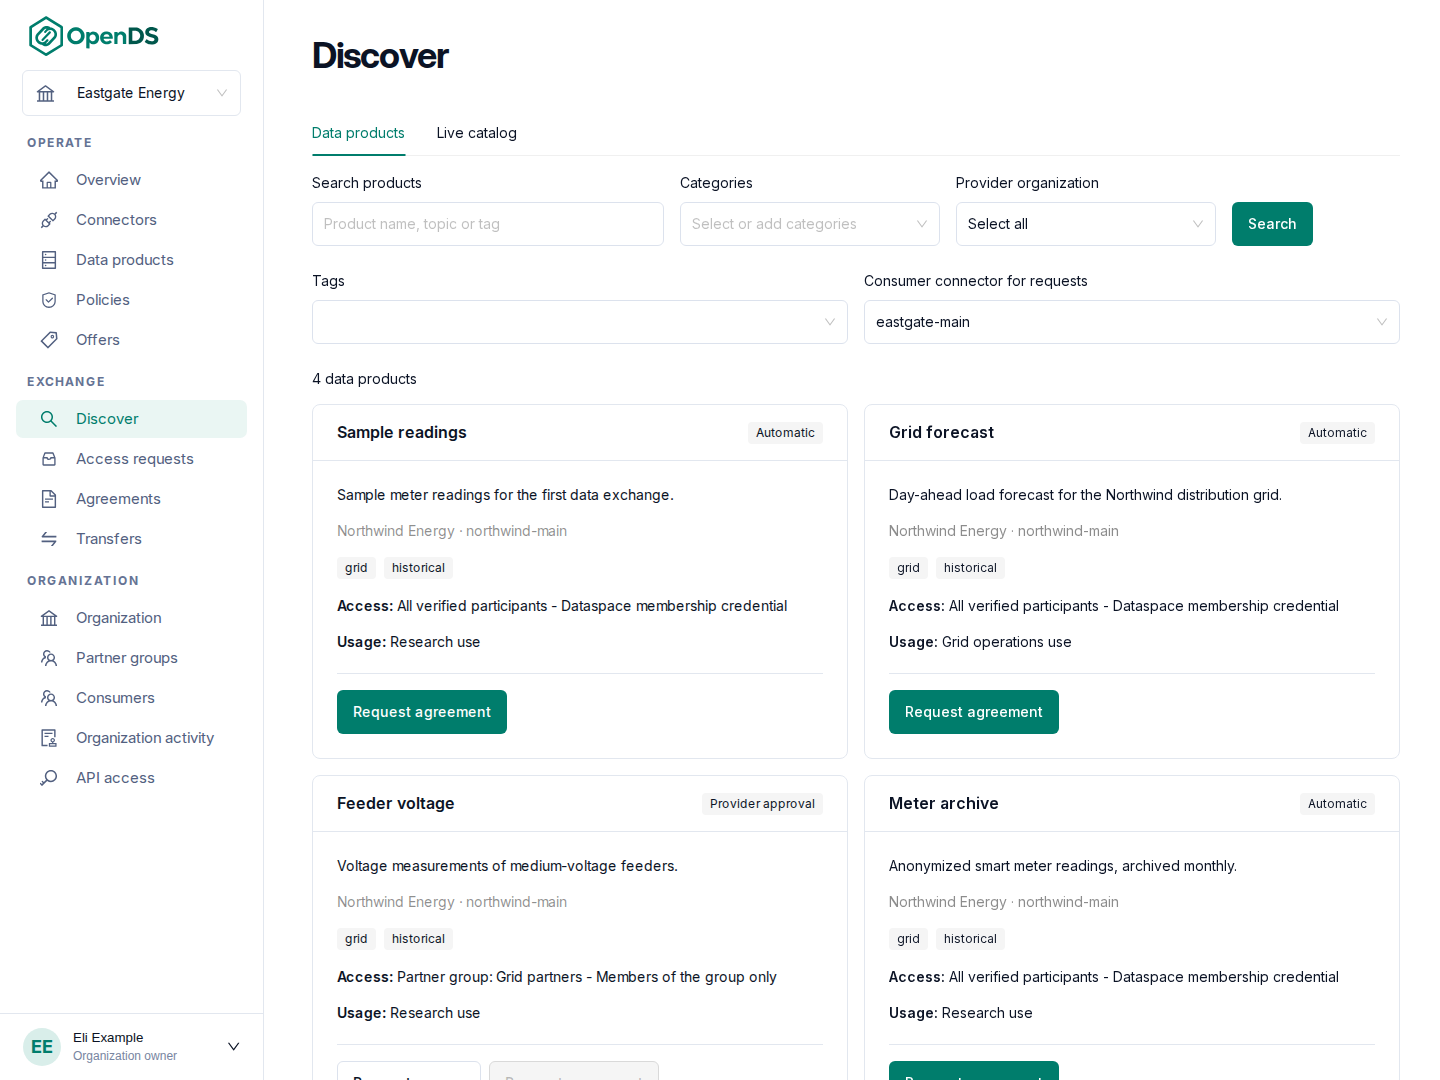 OpenDS
Eastgate Energy
OPERATE
Overview
Connectors
Data products
Policies
Offers
EXCHANGE
Discover
Access requests
Agreements
Transfers
ORGANIZATION
Organization
Partner groups
Consumers
Organization activity
API access
EE
Eli Example
Organization owner
Discover
Data products
Live catalog
Search products
Categories
Provider organization
Product name, topic or tag
Select or add categories
Select all
Search
Tags
Consumer connector for requests
eastgate-main
4 data products
Sample readings
Automatic
Sample meter readings for the first data exchange.
Northwind Energy · northwind-main
grid
historical
Access: All verified participants - Dataspace membership credential
Usage: Research use
Request agreement
Grid forecast
Automatic
Day-ahead load forecast for the Northwind distribution grid.
Northwind Energy · northwind-main
grid
historical
Access: All verified participants - Dataspace membership credential
Usage: Grid operations use
Request agreement
Feeder voltage
Provider approval
Voltage measurements of medium-voltage feeders.
Northwind Energy · northwind-main
grid
historical
Access: Partner group: Grid partners - Members of the group only
Usage: Research use
Meter archive
Automatic
Anonymized smart meter readings, archived monthly.
Northwind Energy · northwind-main
grid
historical
Access: All verified participants - Dataspace membership credential
Usage: Research use